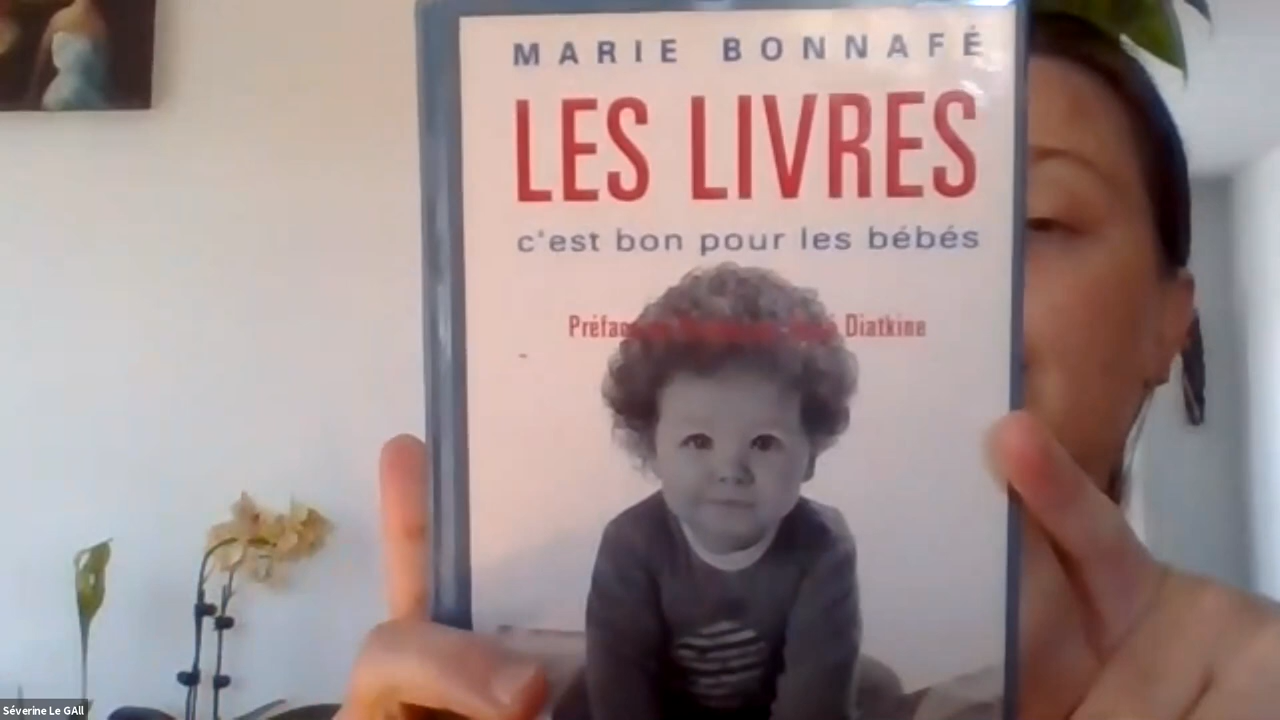 MARIE BONNAFÉ
LES LIVRES
c'est bon pour les bébés
Diatkine
Séverine Le GAll